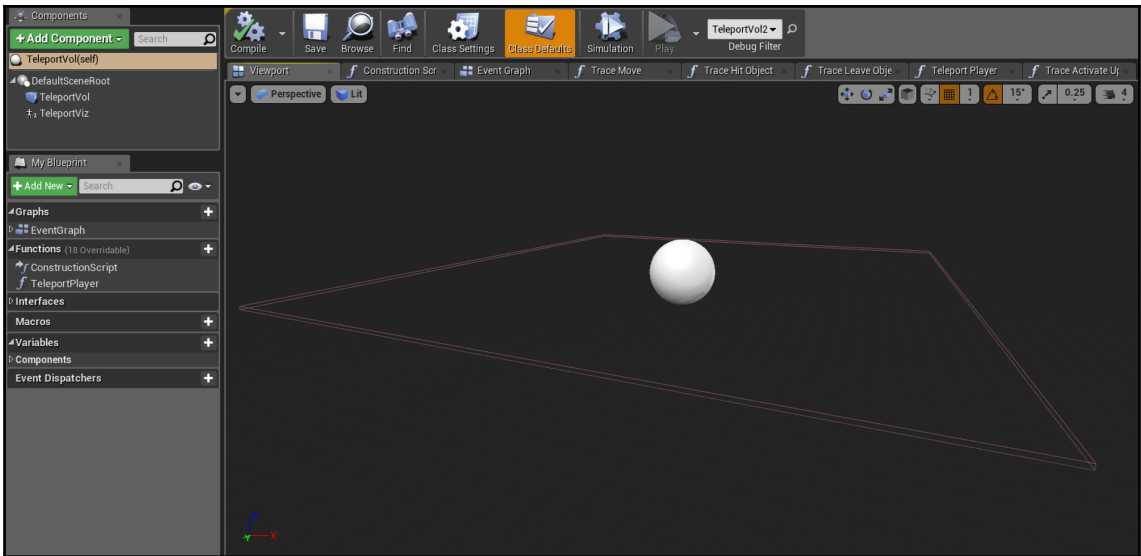 Components
+ Add Component
Search
TeleportVol(self)
DefaultSceneRoot
TeleportVol
TeleportViz
My Blueprint
+ Add New
Search
Graphs
EventGraph
Functions (18 Overridable)
ConstructionScript
TeleportPlayer
Interfaces
Macros
Variables
Components
Event Dispatchers
Compile
Save
Browse
Find
Class Settings
Class Defaults
Simulation
Play
TeleportVol2
Debug Filter
Viewport
Construction Scr
Event Graph
Trace Move
Trace Hit Object
Trace Leave Obje
Teleport Player
Trace Activate U
Perspective
Lit
1
15°
0.25
4
Z
Y
X